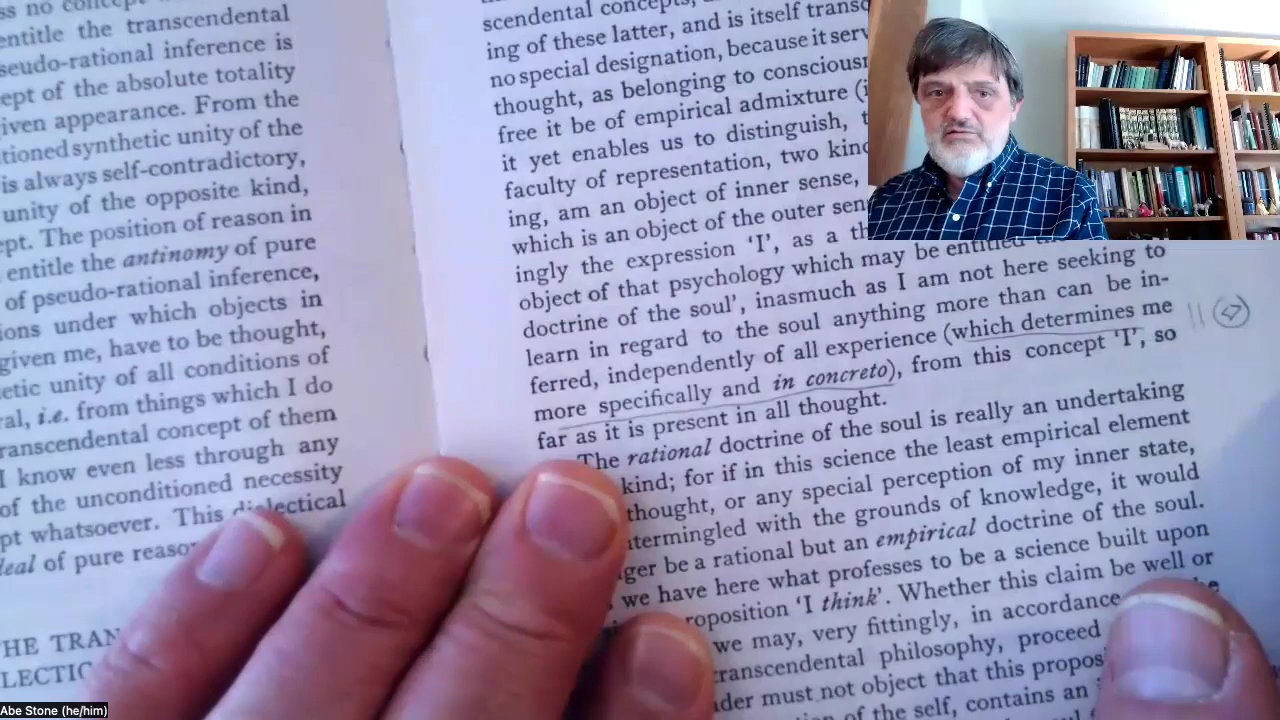 ss no concept
entitle the transcendental
seudo-rational inference is
ept of the absolute totality
iven appearance. From the
tioned synthetic unity of the
is always self-contradictory,
unity of the opposite kind,
ept. The position of reason in
entitle the antinomy of pure
of pseudo-rational inference,
ions under which objects in
given me, have to be thought,
etic unity of all conditions of
ral, i.e. from things which I do
ranscendental concept of them
I know even less through any
of the unconditioned necessity
pt whatsoever. This dialectical
deal of pure reaso
HE TRAN
LECTIC
scendental concepts,
ing of these latter, and is itself transc
no special designation, because it serv
thought, as belonging to consciousn
free it be of empirical admixture (i
it yet enables us to distinguish, t
faculty of representation, two kind
ing, am an object of inner sense,
which is an object of the outer sen
ingly the expression 'I', as a th
object of that psychology which may be entitled
doctrine of the soul', inasmuch as I am not here seeking to
learn in regard to the soul anything more than can be in-
ferred, independently of all experience (which determines me
more specifically and in concreto), from this concept 'I', so
far as it is present in all thought.
The rational doctrine of the soul is really an undertaking
kind; for if in this science the least empirical element
thought, or any special perception of my inner state,
termingled with the grounds of knowledge, it would
ger be a rational but an empirical doctrine of the soul.
we have here what professes to be a science built upon
roposition 'I think'. Whether this claim be well or
we may, very fittingly, in accordance
transcendental philosophy, proceed
der must not object that this propos
of the self, contains an
Abe Stone (he/him)